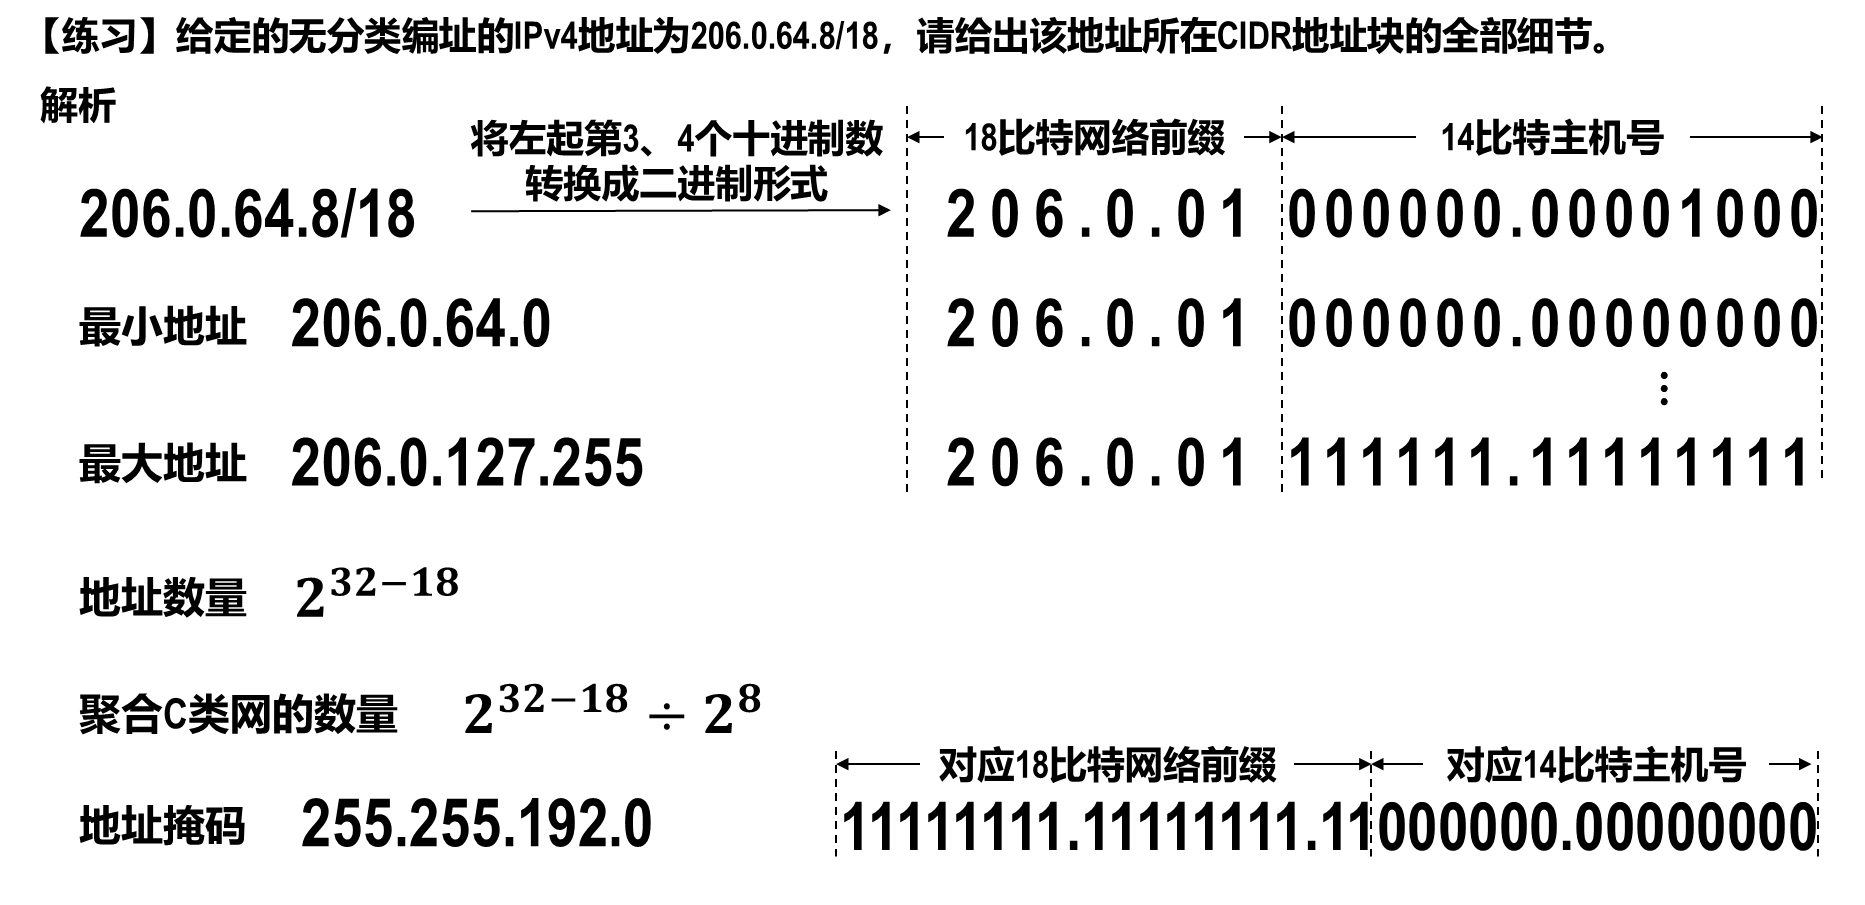 【练习】给定的无分类编址的IPv4地址为206.0.64.8/18，请给出该地址所在CIDR地址块的全部细节。
解析
将左起第3、4个十进制数
转换成二进制形式
18比特网络前缀 14比特主机号
206.0.64.8/18 206.0.01 000000.00001000
最小地址 206.0.64.0 206.0.01 000000.00000000
⋮
最大地址 206.0.127.255 206.0.01 111111.11111111
地址数量 2^{32−18}
聚合C类网的数量 2^{32−18} ÷ 2^8
对应18比特网络前缀 对应14比特主机号
地址掩码 255.255.192.0 11111111.11111111.11 000000.00000000